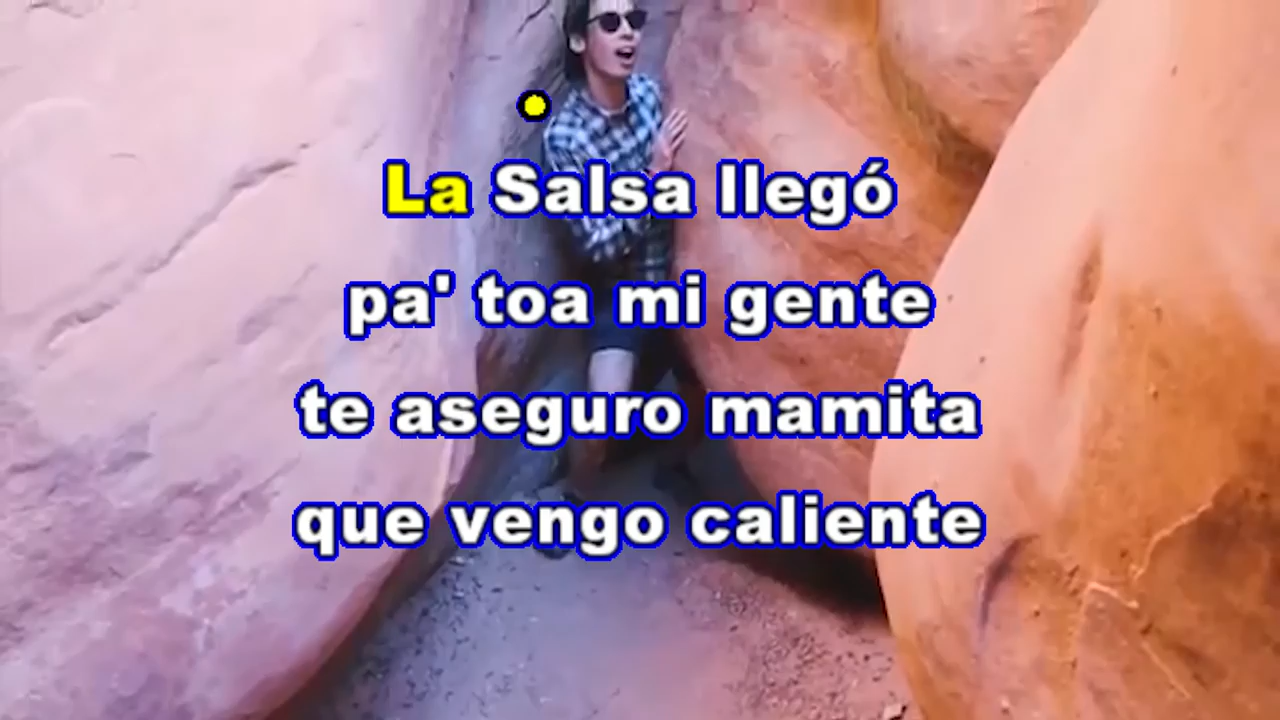 La Salsa llegó
pa' toa mi gente
te aseguro mamita
que vengo caliente